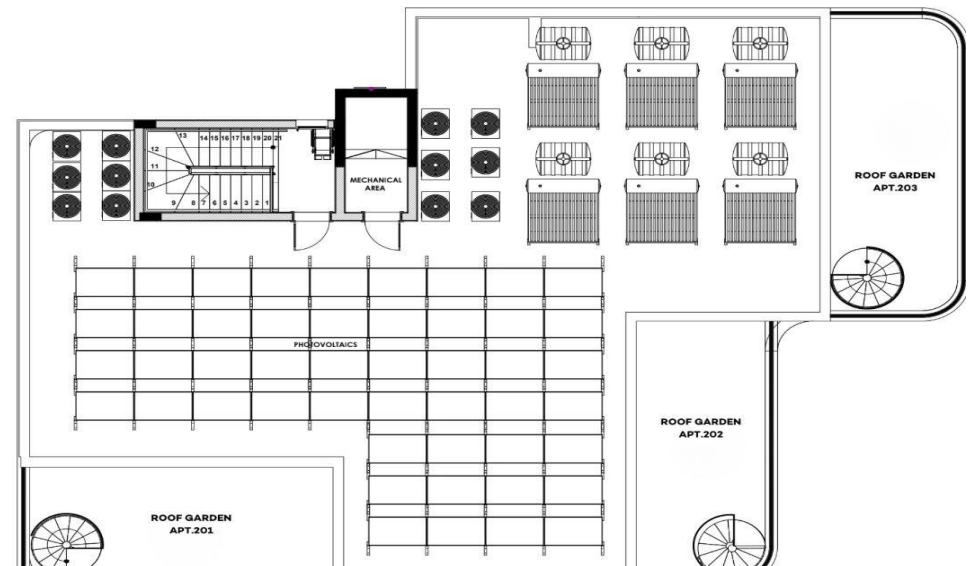 13 14 15 16 17 18 19 20 21
12
11
10
9 8 7 6 5 4 3 2 1
MECHANICAL
AREA
ROOF GARDEN
APT.203
PHOTOVOLTAICS
ROOF GARDEN
APT.202
ROOF GARDEN
APT.201